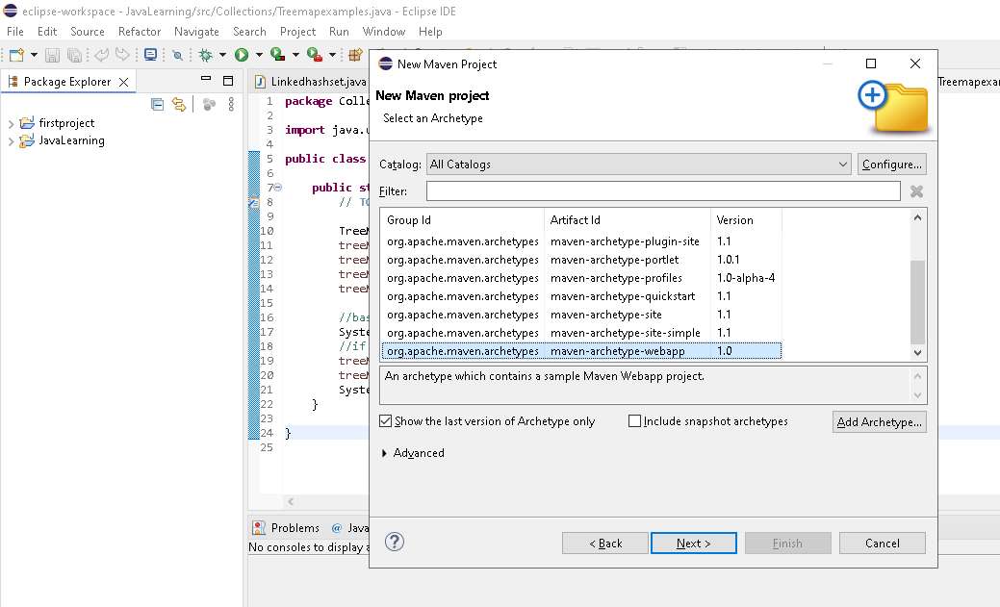 eclipse-workspace - JavaLearning/src/Collections/Treemapexamples.java - Eclipse IDE
File Edit Source Refactor Navigate Search Project Run Window Help
Package Explorer
firstproject
JavaLearning
Linkedhashset.java
Treemapexar
1 package Colle
2
3 import java.u
4
5 public class
6
7 public st
8 // TO
9
10 TreeM
11 treeM
12 treeM
13 treeM
14 treeM
15
16 //bas
17 Syste
18 //if
19 treeM
20 treeM
21 Syste
22 }
23
24 }
25
Problems @ Java
No consoles to display a
New Maven Project
New Maven project
Select an Archetype
Catalog: All Catalogs Configure...
Filter:
Group Id Artifact Id Version
org.apache.maven.archetypes maven-archetype-plugin-site 1.1
org.apache.maven.archetypes maven-archetype-portlet 1.0.1
org.apache.maven.archetypes maven-archetype-profiles 1.0-alpha-4
org.apache.maven.archetypes maven-archetype-quickstart 1.1
org.apache.maven.archetypes maven-archetype-site 1.1
org.apache.maven.archetypes maven-archetype-site-simple 1.1
org.apache.maven.archetypes maven-archetype-webapp 1.0
An archetype which contains a sample Maven Webapp project.
Show the last version of Archetype only Include snapshot archetypes Add Archetype...
Advanced
? < Back Next > Finish Cancel